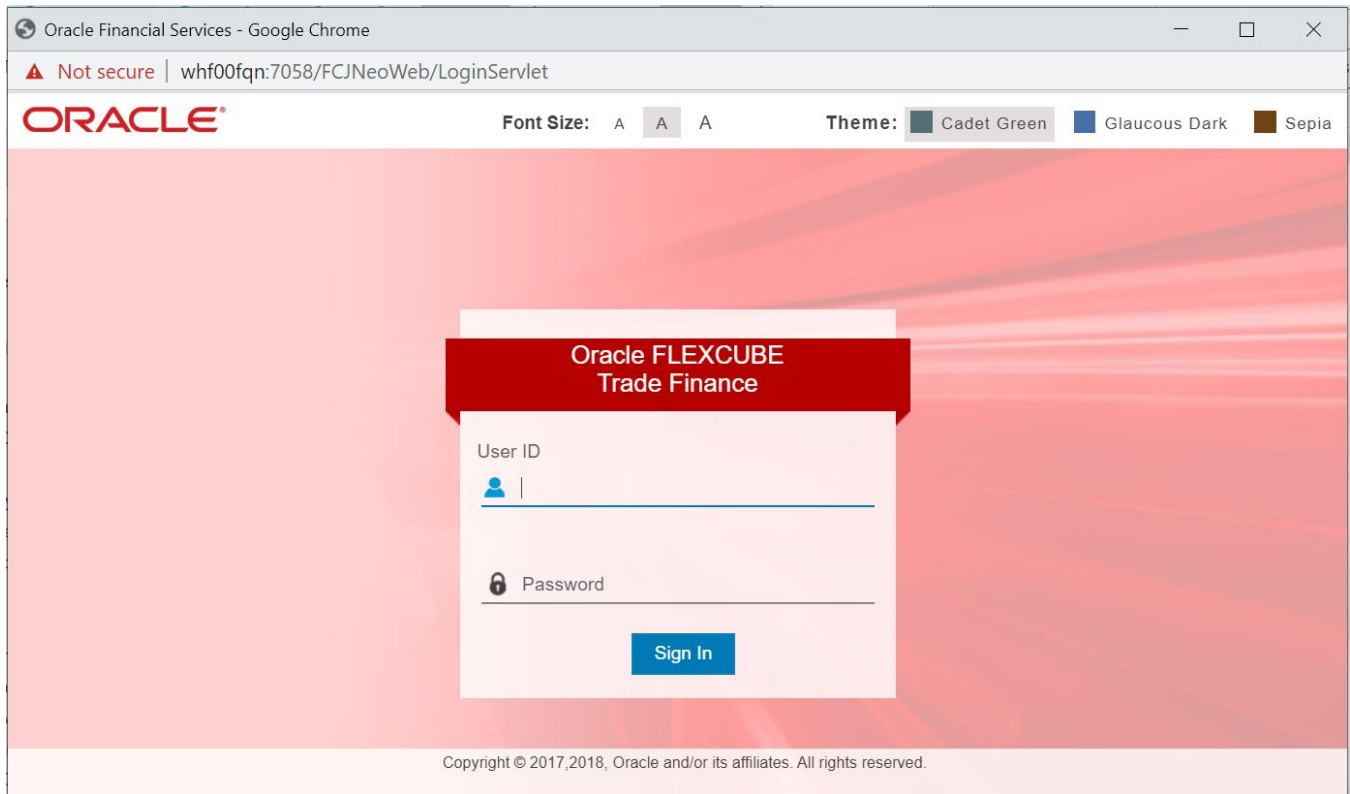 Oracle Financial Services - Google Chrome
Not secure | whf00fqn:7058/FCJNeoWeb/LoginServlet
ORACLE® Font Size: A A A Theme: Cadet Green Glaucous Dark Sepia
Oracle FLEXCUBE
Trade Finance
User ID
Password
Sign In
Copyright © 2017,2018, Oracle and/or its affiliates. All rights reserved.